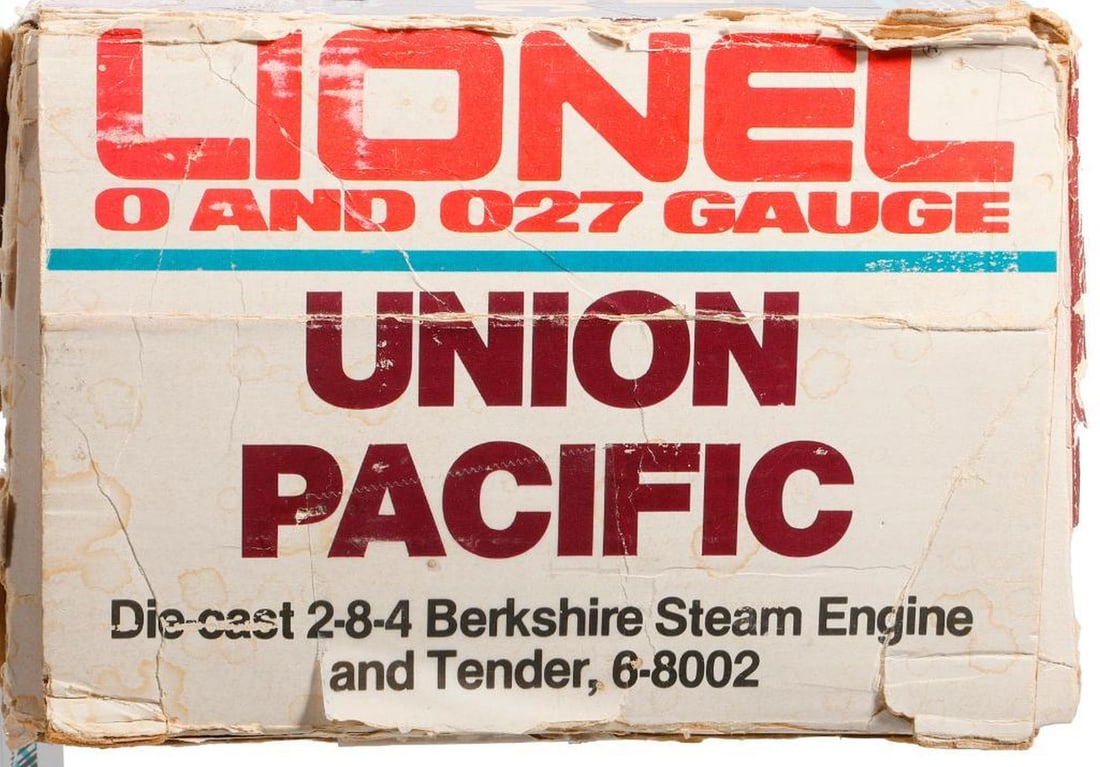 LIONEL
O AND O27 GAUGE
UNION
PACIFIC
Die-cast 2-8-4 Berkshire Steam Engine
and Tender, 6-8002